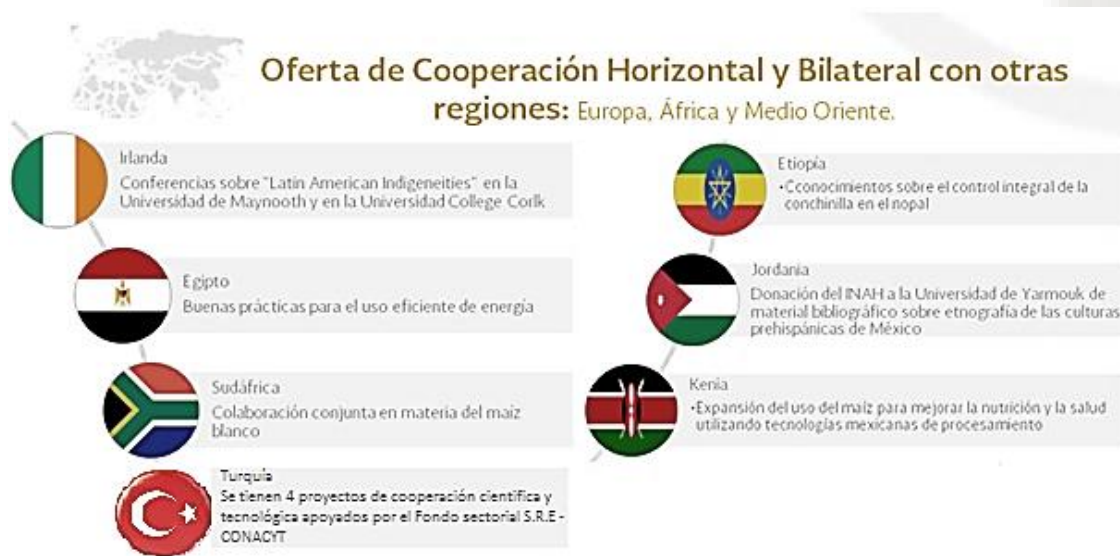 Oferta de Cooperación Horizontal y Bilateral con otras
regiones: Europa, África y Medio Oriente.
Irlanda
Conferencias sobre "Latin American Indigeneities" en la
Universidad de Maynooth y en la Universidad College Corlk
Egipto
Buenas prácticas para el uso eficiente de energía
Sudáfrica
Colaboración conjunta en materia del maíz
blanco
Turquía
Se tienen 4 proyectos de cooperación científica y
tecnológica apoyados por el Fondo sectorial S.R.E -
CONACYT
Etiopía
•Cconocimientos sobre el control integral de la
conchinilla en el nopal
Jordania
Donación del INAH a la Universidad de Yarmouk de
material bibliográfico sobre etnografía de las culturas
prehispánicas de México
Kenia
•Expansión del uso del maíz para mejorar la nutrición y la salud
utilizando tecnologías mexicanas de procesamiento